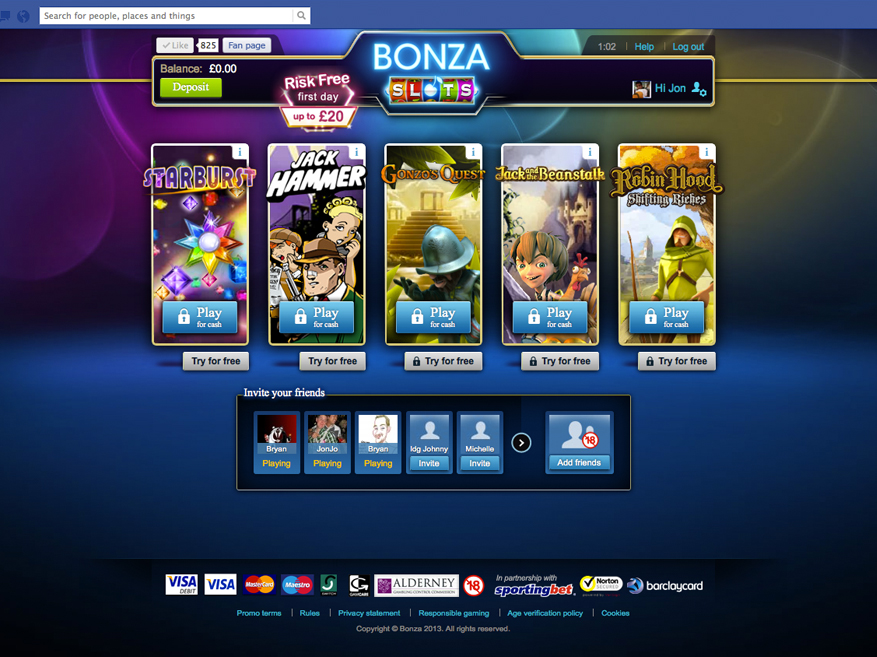 Search for people, places and things
Like
825
Fan page
BONZA
SLOTS
1:02
Help
Log out
Balance: £0.00
Deposit
Risk Free
first day
up to £20
Hi Jon
STARBURST
JACK
HAMMER
GONZO'S QUEST
Jack and the Beanstalk
Robin Hood
Shifting Riches
Play
for cash
Play
for cash
Play
for cash
Play
for cash
Play
for cash
Try for free
Try for free
Try for free
Try for free
Try for free
Invite your friends
Bryan
Playing
JonJo
Playing
Bryan
Playing
Idg Johnny
Invite
Michelle
Invite
18
Add friends
VISA
DEBIT
VISA
MasterCard
Maestro
SWITCH
GAMCARE
ALDERNEY
GAMBLING CONTROL COMMISSION
18
In partnership with
sportingbet
Norton
SECURED
barclaycard
Promo terms
Rules
Privacy statement
Responsible gaming
Age verification policy
Cookies
Copyright © Bonza 2013. All rights reserved.